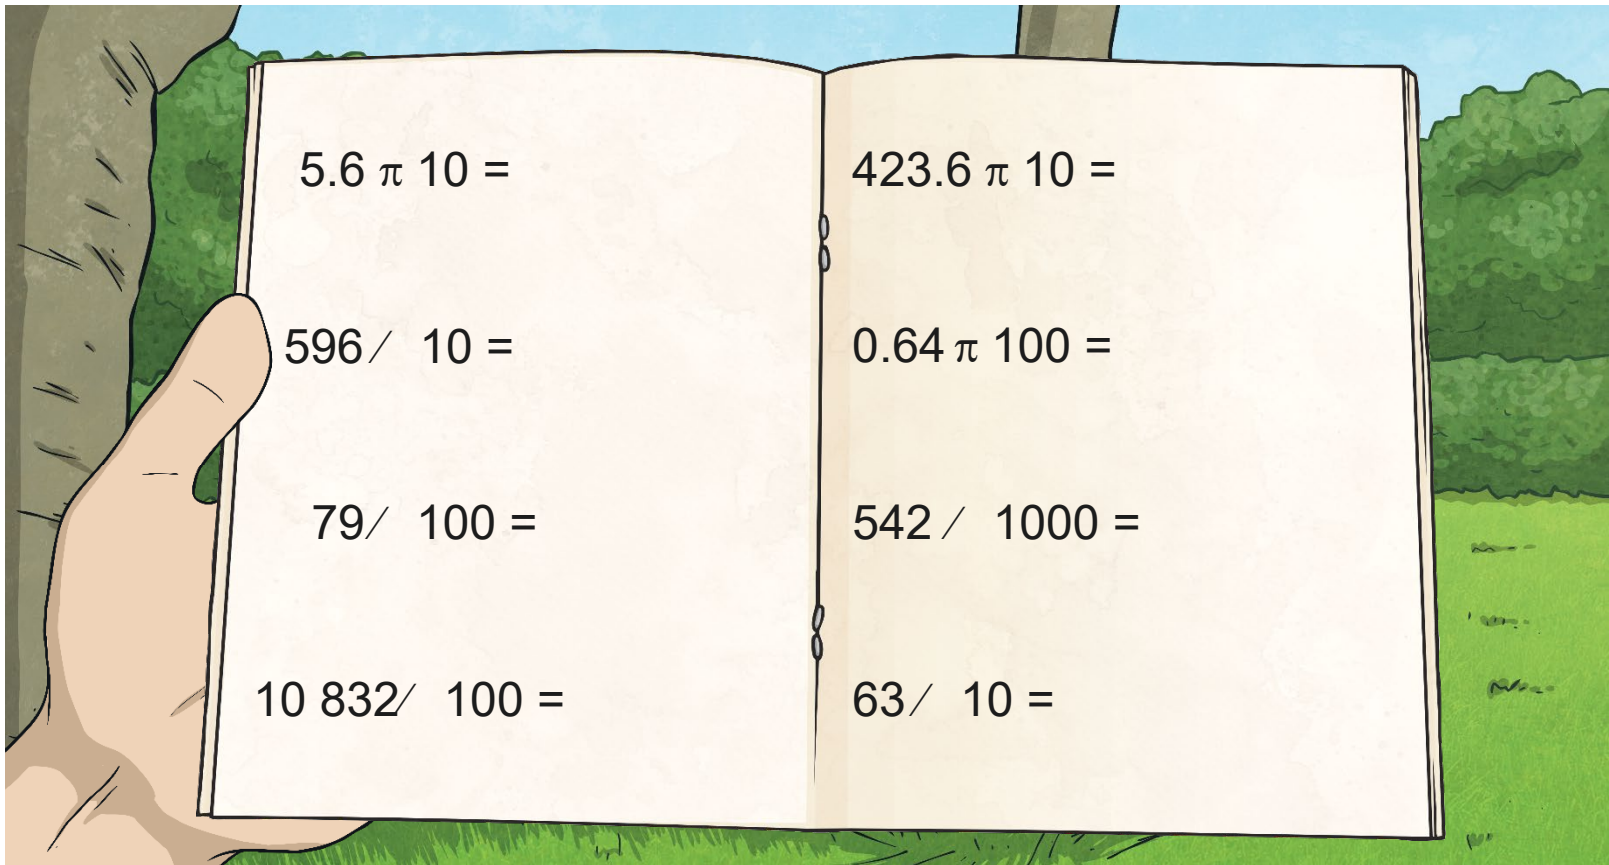 5.6 π 10 =
596 / 10 =
79 / 100 =
10 832 / 100 =
423.6 π 10 =
0.64 π 100 =
542 / 1000 =
63 / 10 =